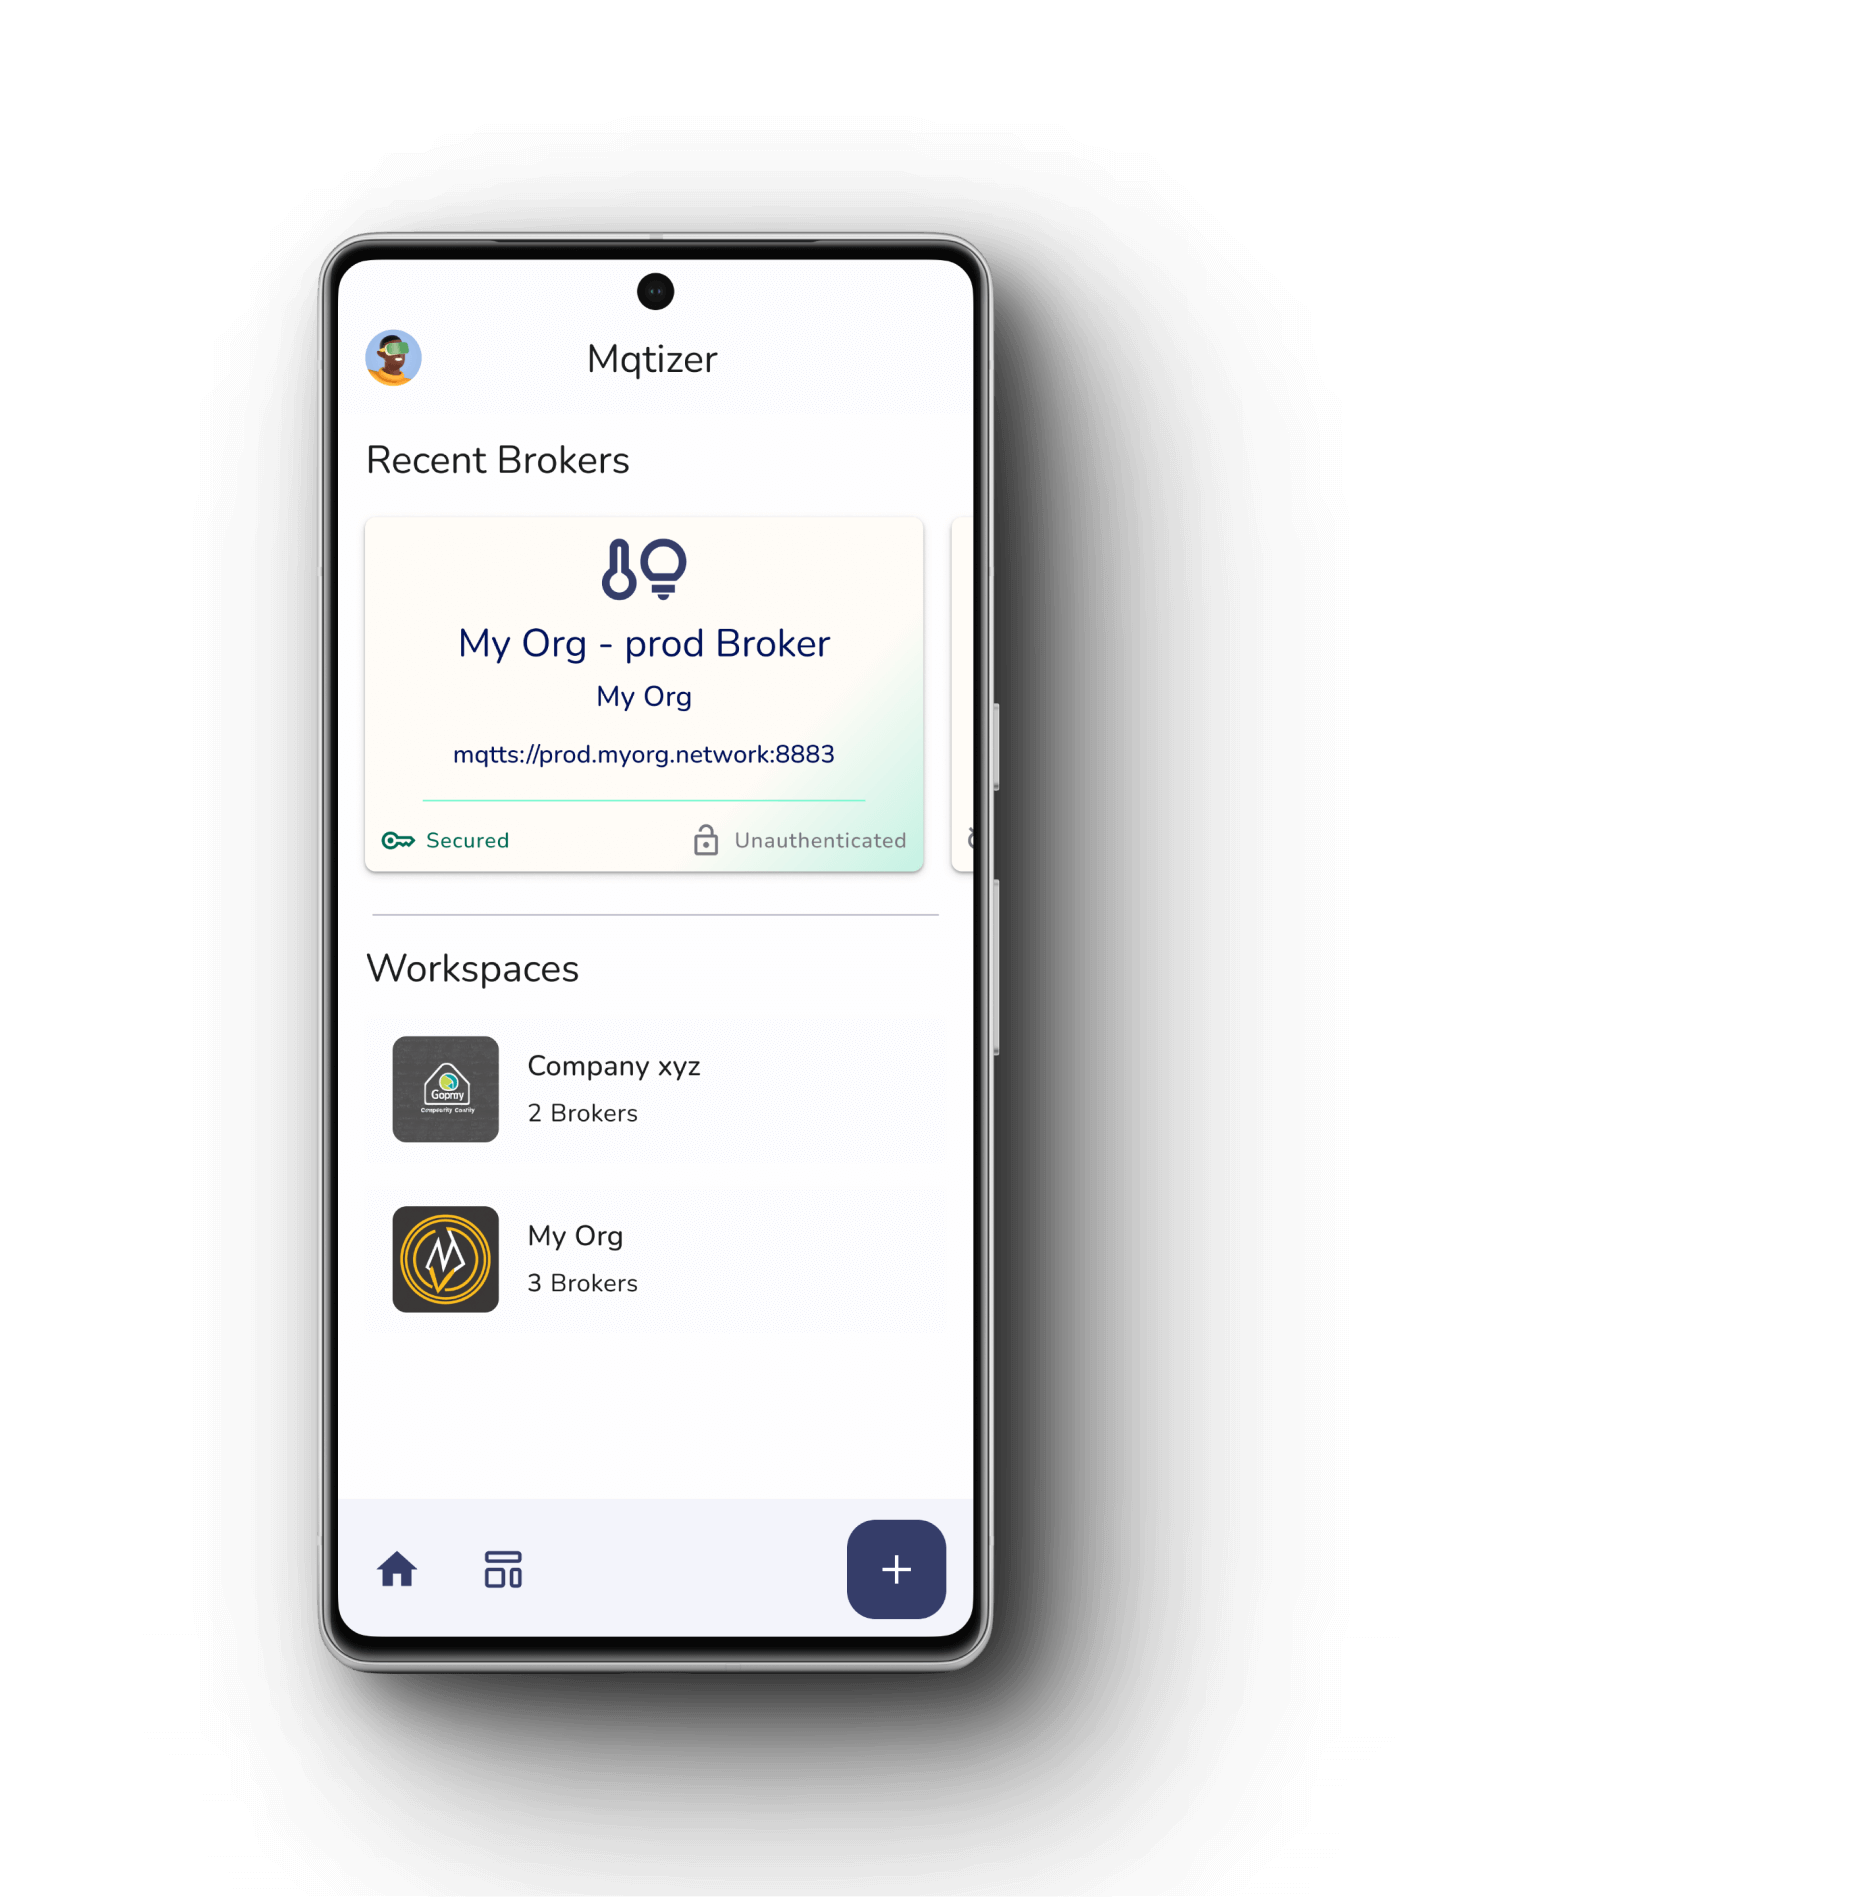 Mqtizer
Recent Brokers
My Org - prod Broker
My Org
mqtts://prod.myorg.network:8883
Secured
Unauthenticated
Workspaces
Company xyz
2 Brokers
Gopmy
My Org
3 Brokers